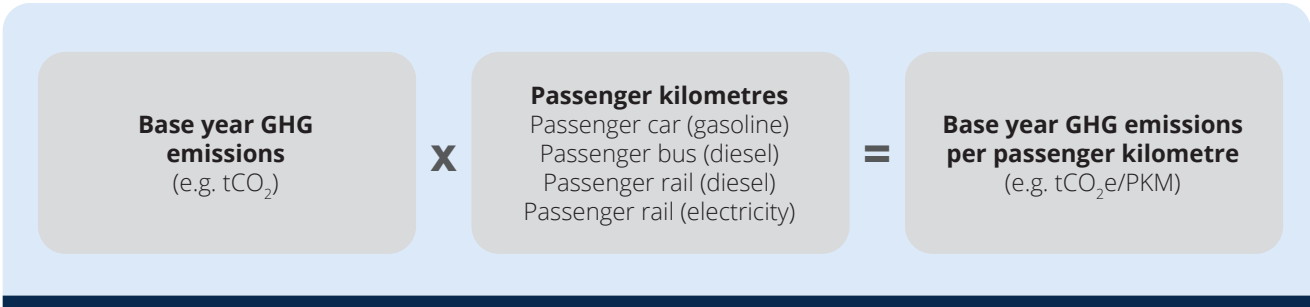 Base year GHG
emissions
(e.g. tCO₂)
x
Passenger kilometres
Passenger car (gasoline)
Passenger bus (diesel)
Passenger rail (diesel)
Passenger rail (electricity)
=
Base year GHG emissions
per passenger kilometre
(e.g. tCO₂e/PKM)